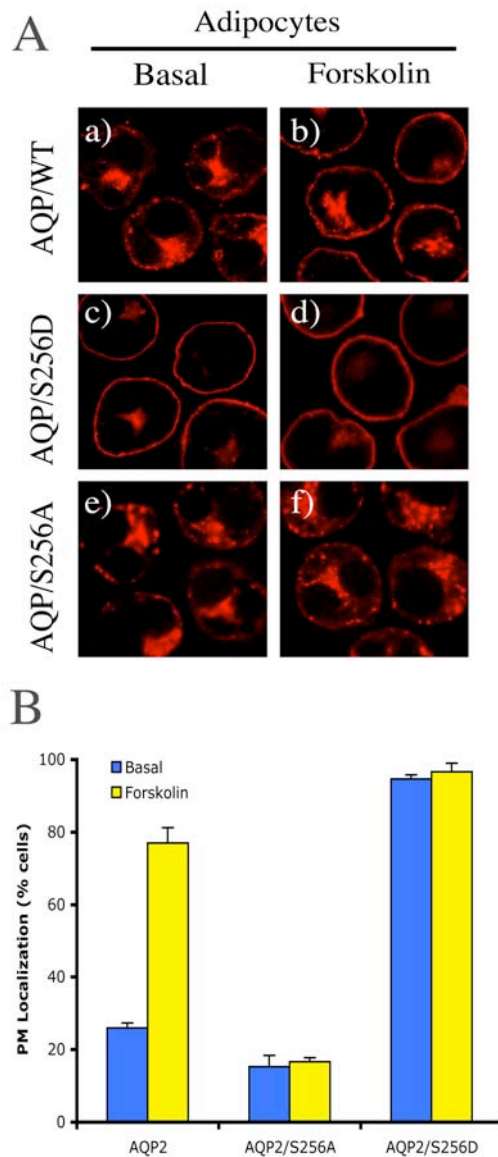 A
Adipocytes
Basal Forskolin
AQP/WT
a) b)
AQP/S256D
c) d)
AQP/S256A
e) f)
B
PM Localization (% cells)
100
80
60
40
20
0
Basal
Forskolin
AQP2 AQP2/S256A AQP2/S256D